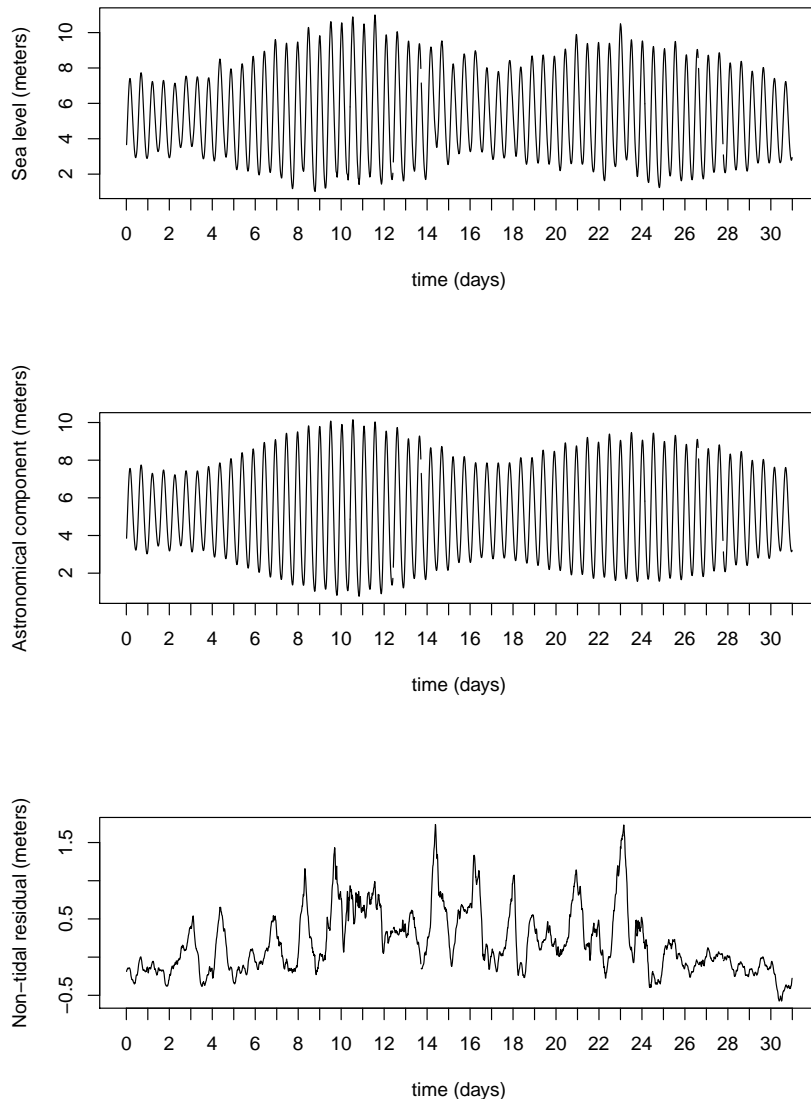 Sea level (meters)
10
8
6
4
2
0 2 4 6 8 10 12 14 16 18 20 22 24 26 28 30
time (days)
Astronomical component (meters)
10
8
6
4
2
0 2 4 6 8 10 12 14 16 18 20 22 24 26 28 30
time (days)
Non−tidal residual (meters)
1.5
0.5
−0.5
0 2 4 6 8 10 12 14 16 18 20 22 24 26 28 30
time (days)